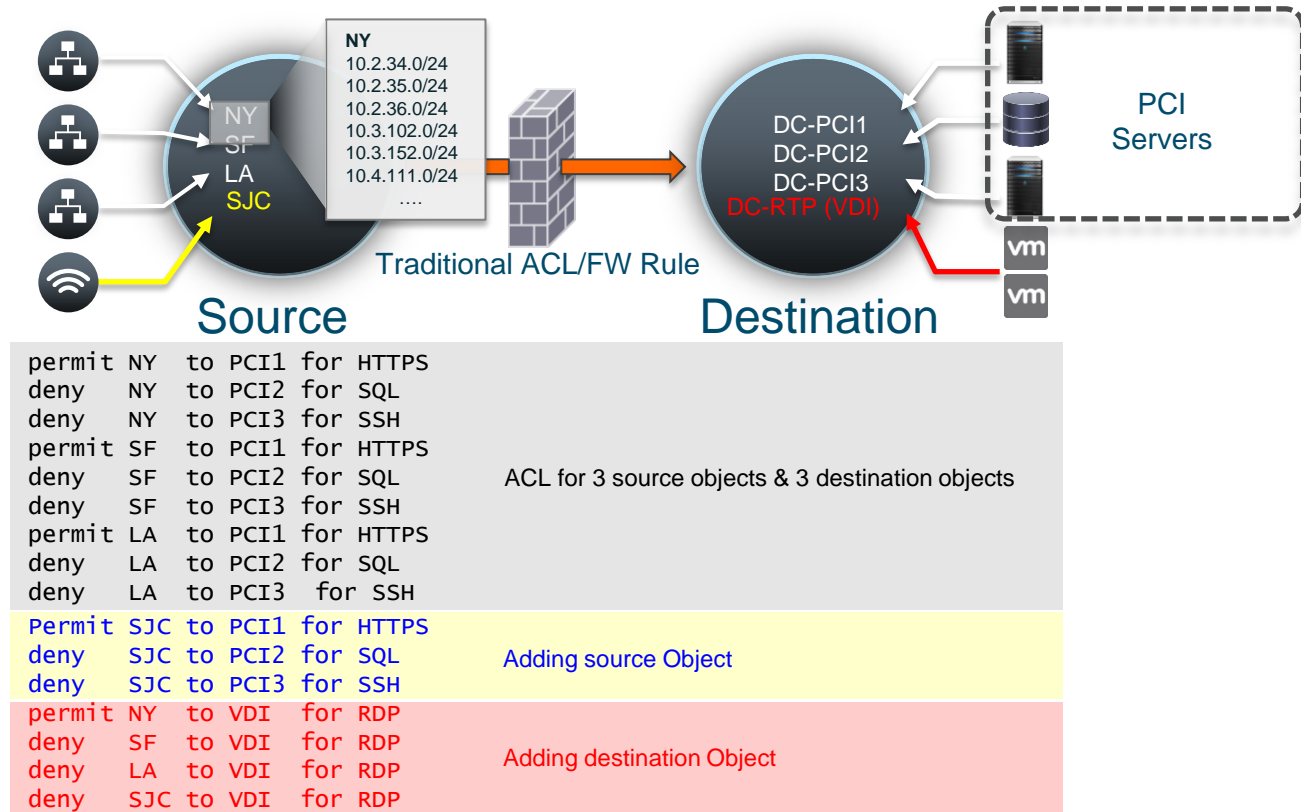 NY
10.2.34.0/24
10.2.35.0/24
10.2.36.0/24
10.3.102.0/24
10.3.152.0/24
10.4.111.0/24
....
NY
SF
LA
SJC
DC-PCI1
DC-PCI2
DC-PCI3
DC-RTP (VDI)
PCI
Servers
vm
vm
Traditional ACL/FW Rule
Source
Destination
permit NY to PCI1 for HTTPS
deny NY to PCI2 for SQL
deny NY to PCI3 for SSH
permit SF to PCI1 for HTTPS
deny SF to PCI2 for SQL
deny SF to PCI3 for SSH
permit LA to PCI1 for HTTPS
deny LA to PCI2 for SQL
deny LA to PCI3 for SSH
ACL for 3 source objects & 3 destination objects
Permit SJC to PCI1 for HTTPS
deny SJC to PCI2 for SQL
deny SJC to PCI3 for SSH
Adding source Object
permit NY to VDI for RDP
deny SF to VDI for RDP
deny LA to VDI for RDP
deny SJC to VDI for RDP
Adding destination Object